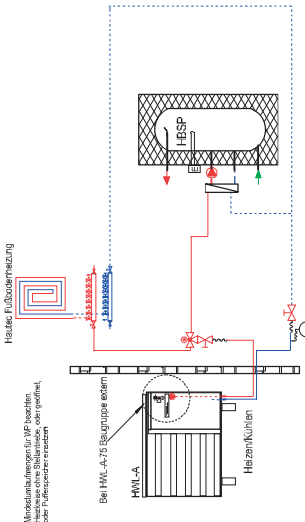 Hautec Fußbodenheizung
HBSP
E
Mindestumlaufmengen für WP beachten.
Heizkreise ohne Stellantriebe, oder geöffnet,
oder Pufferspeicher einsetzen!
Bei HWL-A-75 Baugruppe extern
HWL-A
Heizen/Kühlen